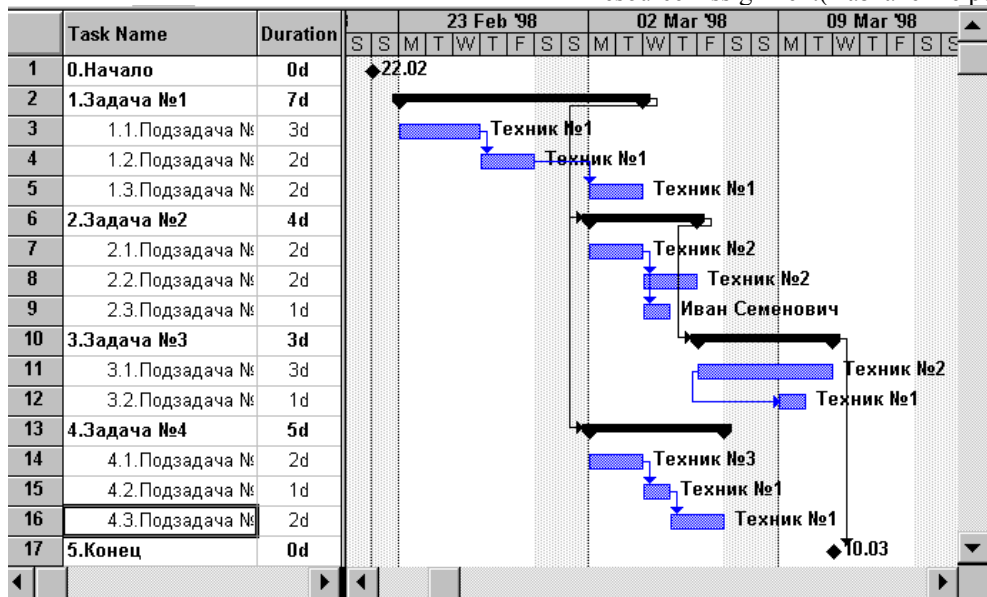 Task Name Duration 23 Feb '98 02 Mar '98 09 Mar '98
S S M T W T F S S M T W T F S S M T W T F S S
1 0.Начало 0d 22.02
2 1.Задача №1 7d
3 1.1.Подзадача № 3d Техник №1
4 1.2.Подзадача № 2d Техник №1
5 1.3.Подзадача № 2d Техник №1
6 2.Задача №2 4d
7 2.1.Подзадача № 2d Техник №2
8 2.2.Подзадача № 2d Техник №2
9 2.3.Подзадача № 1d Иван Семенович
10 3.Задача №3 3d
11 3.1.Подзадача № 3d Техник №2
12 3.2.Подзадача № 1d Техник №1
13 4.Задача №4 5d
14 4.1.Подзадача № 2d Техник №3
15 4.2.Подзадача № 1d Техник №1
16 4.3.Подзадача № 2d Техник №1
17 5.Конец 0d 10.03